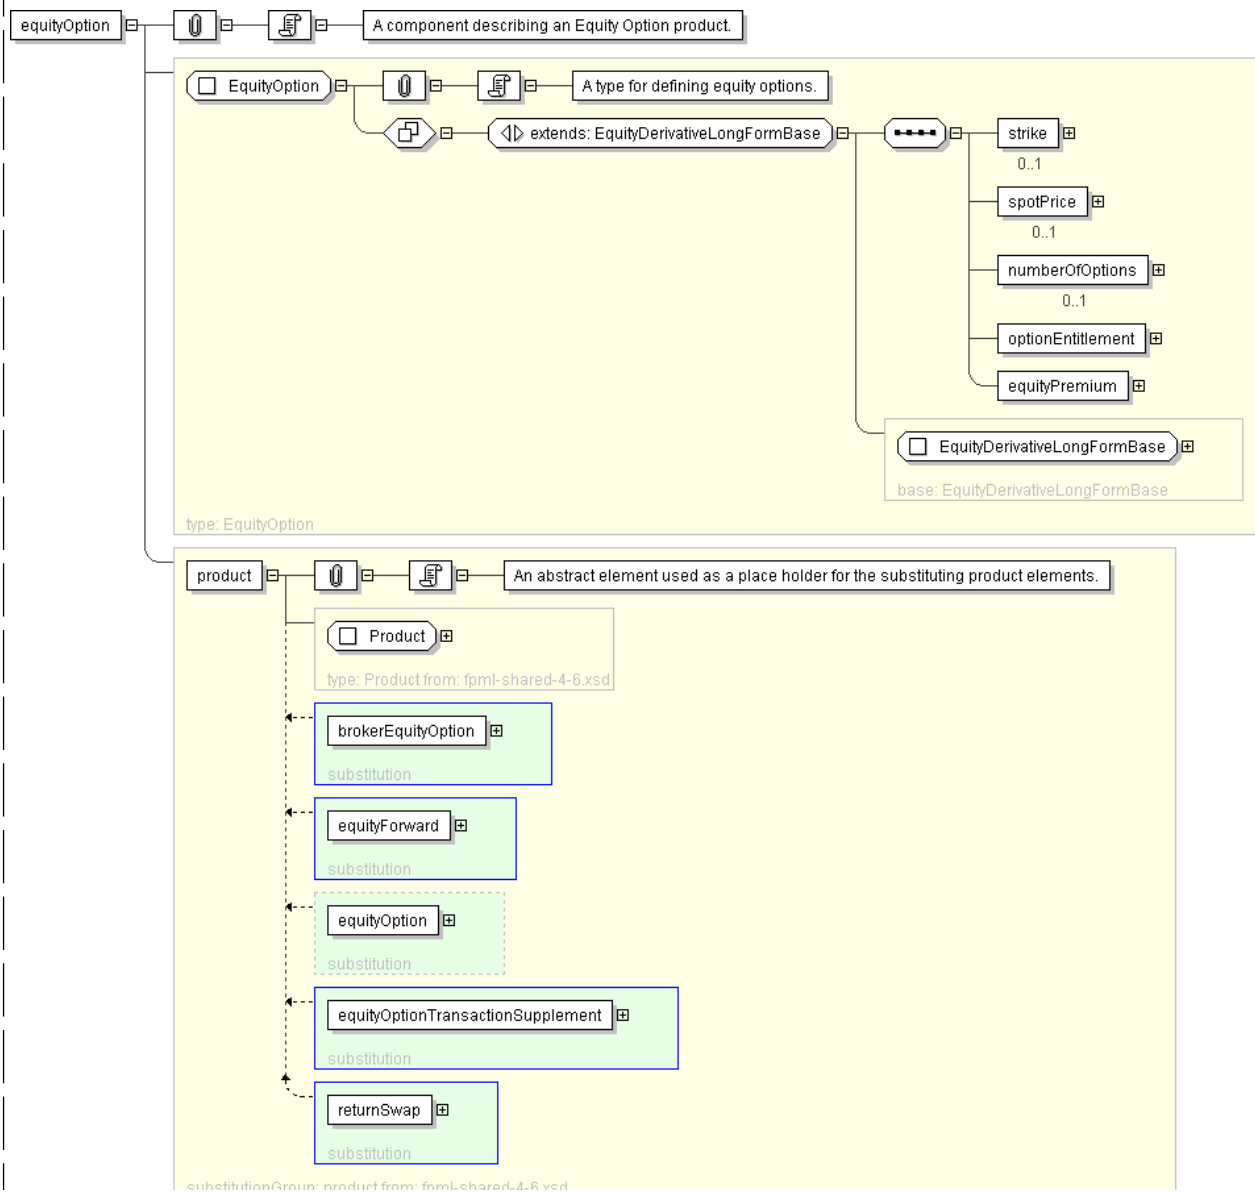 equityOption
A component describing an Equity Option product.
EquityOption
A type for defining equity options.
extends: EquityDerivativeLongFormBase
strike
0..1
spotPrice
0..1
numberOfOptions
0..1
optionEntitlement
equityPremium
EquityDerivativeLongFormBase
base: EquityDerivativeLongFormBase
type: EquityOption
product
An abstract element used as a place holder for the substituting product elements.
Product
type: Product from: fpml-shared-4-6.xsd
brokerEquityOption
substitution
equityForward
substitution
equityOption
substitution
equityOptionTransactionSupplement
substitution
returnSwap
substitution
substitutionGroup: product from: fpml-shared-4-6.xsd